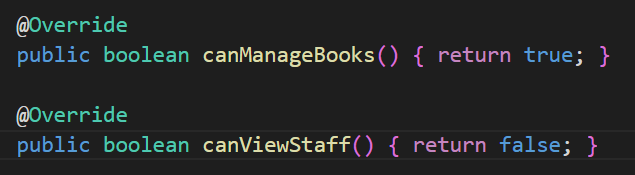 @Override
public boolean canManageBooks() { return true; }
@Override
public boolean canViewStaff() { return false; }